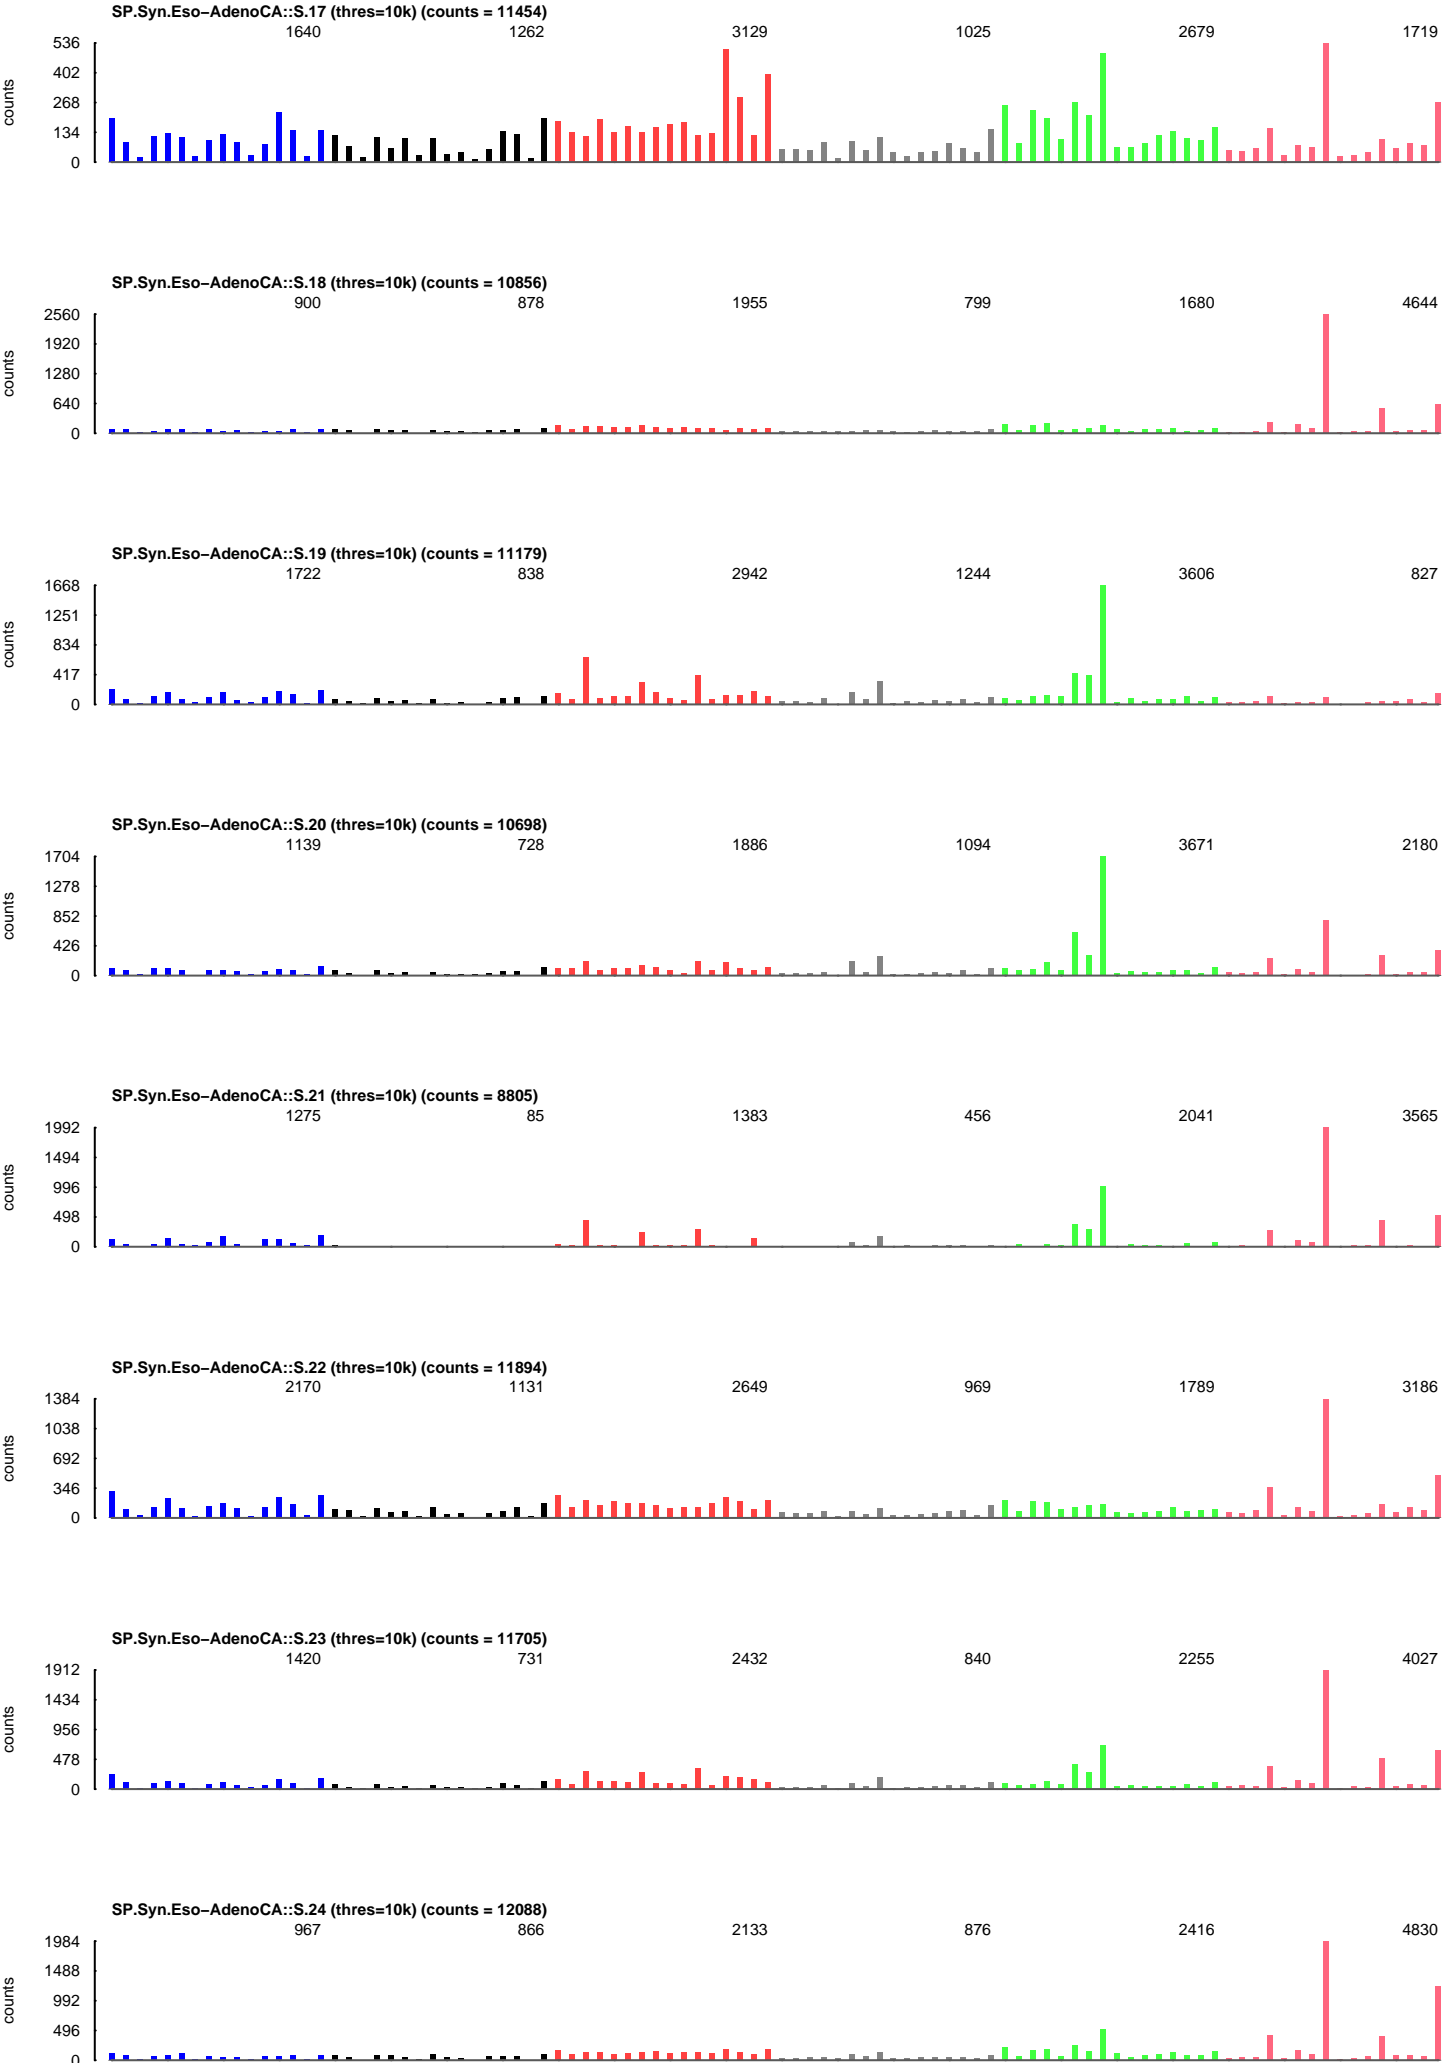 SP.Syn.Eso−AdenoCA::S.17 (thres=10k) (counts = 11454)
1640 1262 3129 1025 2679 1719
536
402
268
134
0
counts
SP.Syn.Eso−AdenoCA::S.18 (thres=10k) (counts = 10856)
900 878 1955 799 1680 4644
2560
1920
1280
640
0
counts
SP.Syn.Eso−AdenoCA::S.19 (thres=10k) (counts = 11179)
1722 838 2942 1244 3606 827
1668
1251
834
417
0
counts
SP.Syn.Eso−AdenoCA::S.20 (thres=10k) (counts = 10698)
1139 728 1886 1094 3671 2180
1704
1278
852
426
0
counts
SP.Syn.Eso−AdenoCA::S.21 (thres=10k) (counts = 8805)
1275 85 1383 456 2041 3565
1992
1494
996
498
0
counts
SP.Syn.Eso−AdenoCA::S.22 (thres=10k) (counts = 11894)
2170 1131 2649 969 1789 3186
1384
1038
692
346
0
counts
SP.Syn.Eso−AdenoCA::S.23 (thres=10k) (counts = 11705)
1420 731 2432 840 2255 4027
1912
1434
956
478
0
counts
SP.Syn.Eso−AdenoCA::S.24 (thres=10k) (counts = 12088)
967 866 2133 876 2416 4830
1984
1488
992
496
0
counts